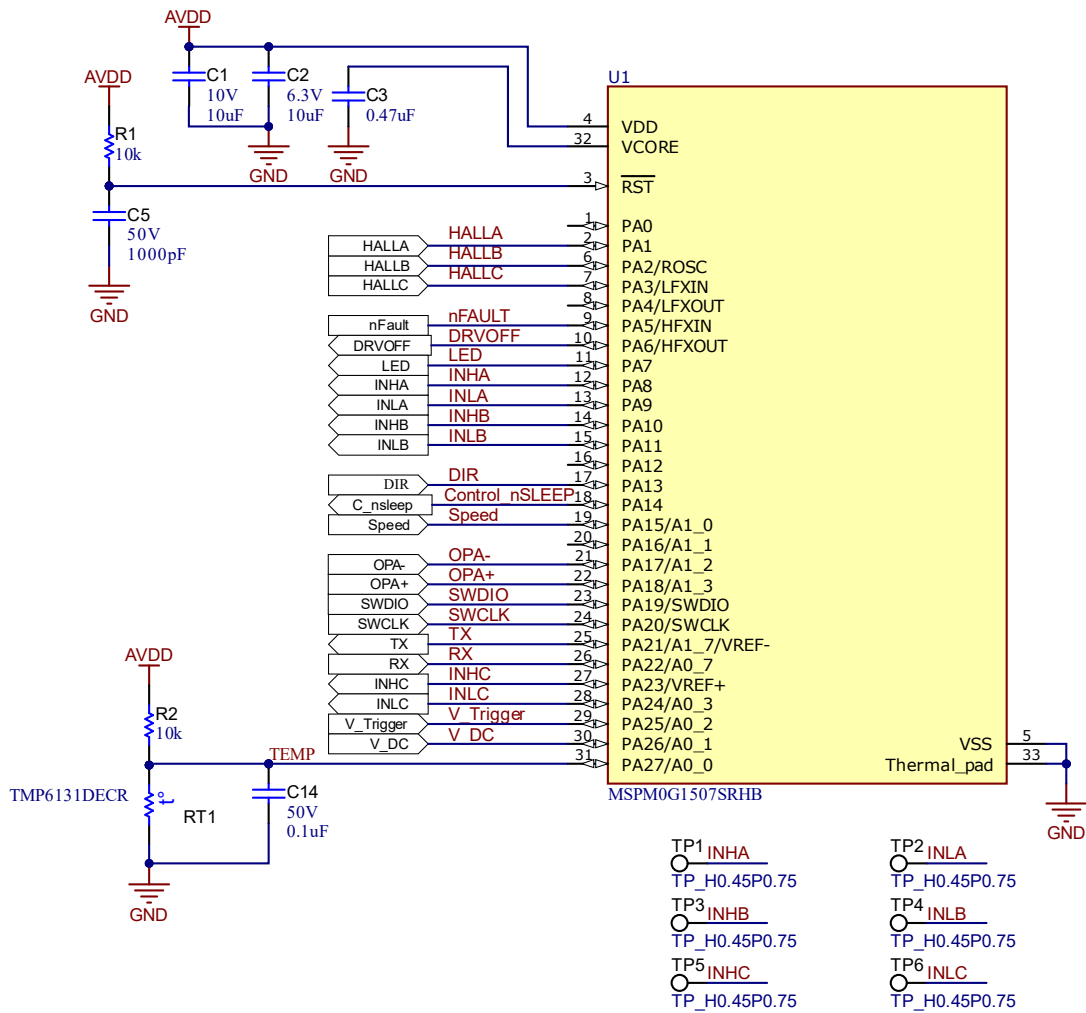 AVDD
C1
10V
10uF
C2
6.3V
10uF
C3
0.47uF
GND
GND
AVDD
R1
10k
C5
50V
1000pF
GND
U1
4 VDD
32 VCORE
3 RST
1 PA0
HALLA HALLA 2 PA1
HALLB HALLB 6 PA2/ROSC
HALLC HALLC 7 PA3/LFXIN
8 PA4/LFXOUT
nFault nFAULT 9 PA5/HFXIN
DRVOFF DRVOFF 10 PA6/HFXOUT
LED LED 11 PA7
INHA INHA 12 PA8
INLA INLA 13 PA9
INHB INHB 14 PA10
INLB INLB 15 PA11
16 PA12
DIR DIR 17 PA13
C_nsleep Control_nSLEEP 18 PA14
Speed Speed 19 PA15/A1_0
20 PA16/A1_1
OPA- OPA- 21 PA17/A1_2
OPA+ OPA+ 22 PA18/A1_3
SWDIO SWDIO 23 PA19/SWDIO
SWCLK SWCLK 24 PA20/SWCLK
TX TX 25 PA21/A1_7/VREF-
RX RX 26 PA22/A0_7
INHC INHC 27 PA23/VREF+
INLC INLC 28 PA24/A0_3
V_Trigger V_Trigger 29 PA25/A0_2
V_DC V_DC 30 PA26/A0_1
TEMP 31 PA27/A0_0
VSS 5
Thermal_pad 33
GND
MSPM0G1507SRHB
AVDD
R2
10k
TMP6131DECR
t°
RT1
C14
50V
0.1uF
GND
TP1 INHA
TP_H0.45P0.75
TP2 INLA
TP_H0.45P0.75
TP3 INHB
TP_H0.45P0.75
TP4 INLB
TP_H0.45P0.75
TP5 INHC
TP_H0.45P0.75
TP6 INLC
TP_H0.45P0.75